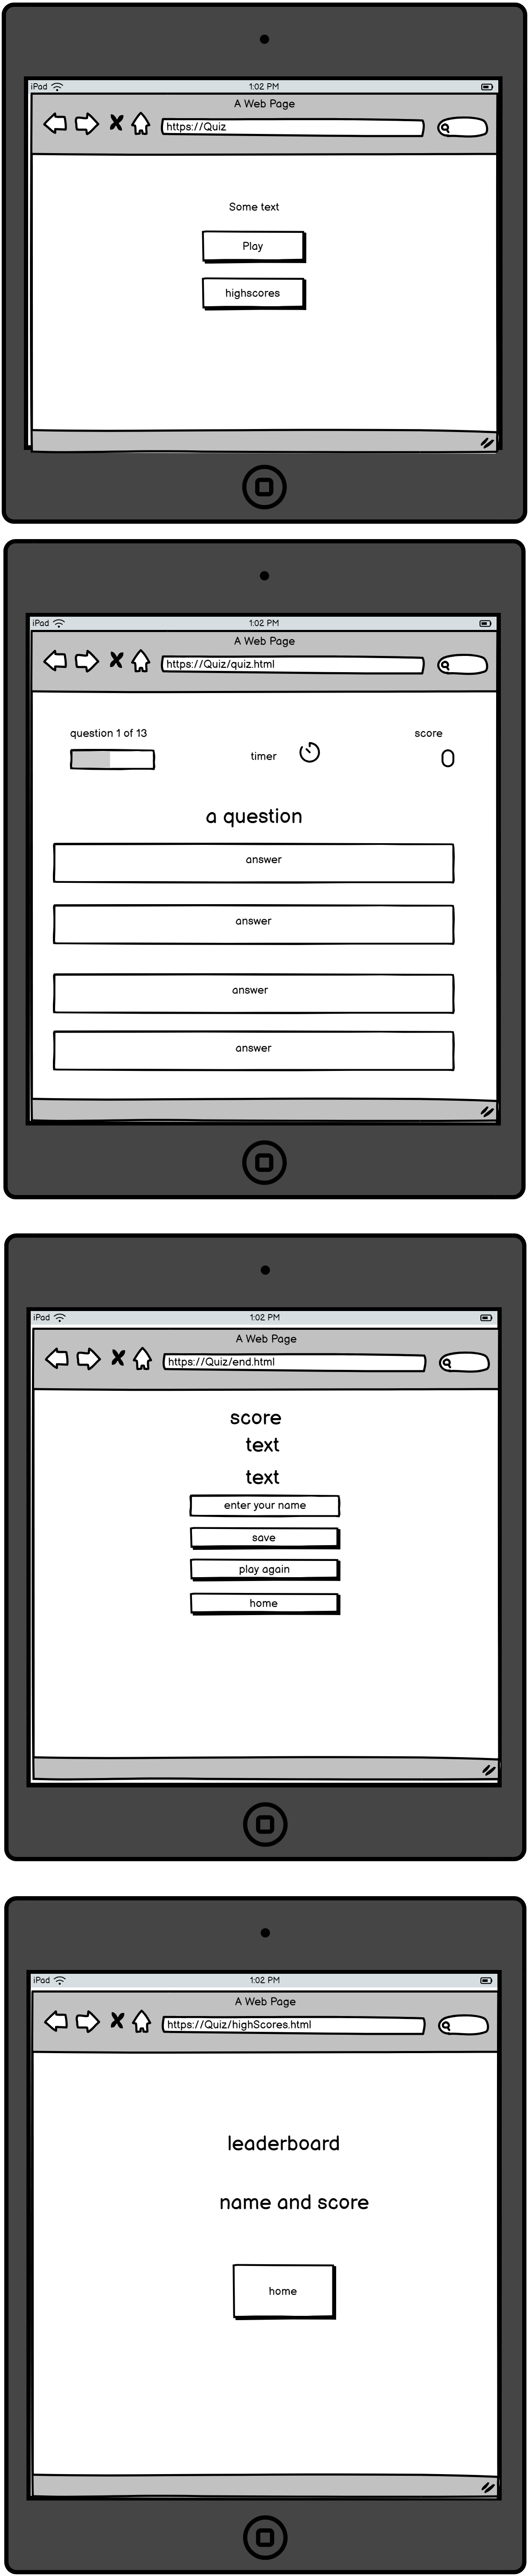 iPad 1:02 PM
A Web Page
https://Quiz
Some text
Play
highscores
iPad 1:02 PM
A Web Page
https://Quiz/quiz.html
question 1 of 13 score
timer 0
a question
answer
answer
answer
answer
iPad 1:02 PM
A Web Page
https://Quiz/end.html
score
text
text
enter your name
save
play again
home
iPad 1:02 PM
A Web Page
https://Quiz/highScores.html
leaderboard
name and score
home